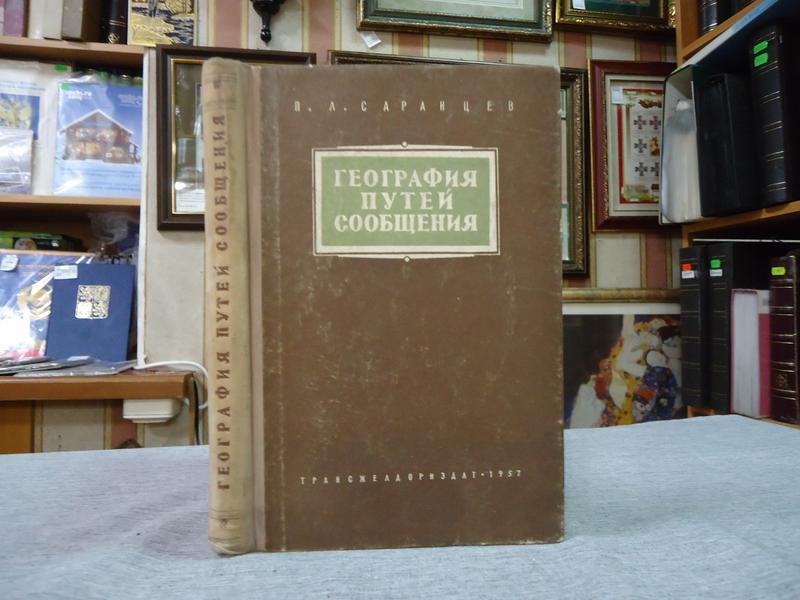 П. Л. САРАНЦЕВ
ГЕОГРАФИЯ
ПУТЕЙ
СООБЩЕНИЯ
ТРАНСЖЕЛДОРИЗДАТ • 1957
ГЕОГРАФИЯ ПУТЕЙ СООБЩЕНИЯ